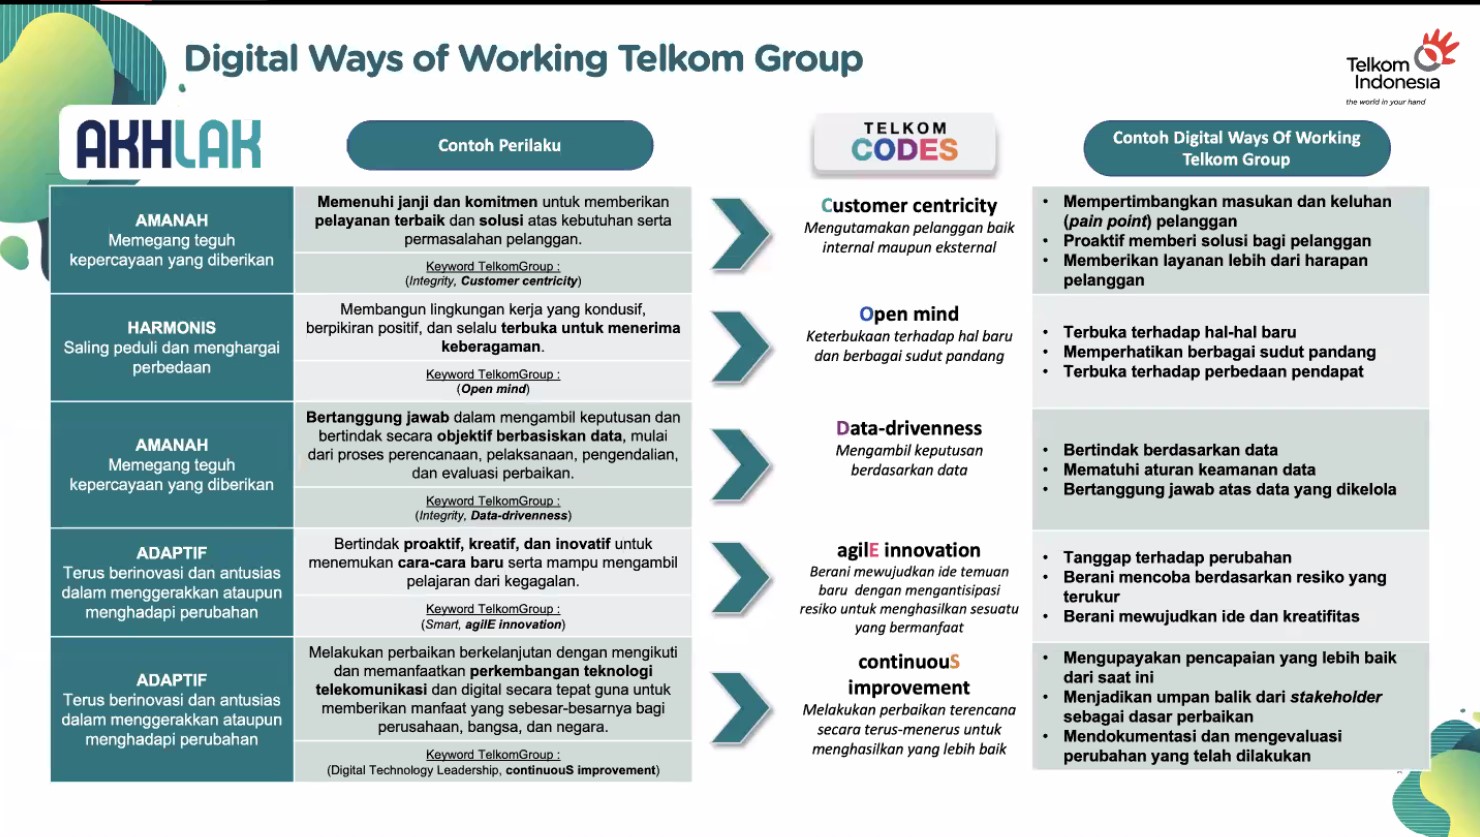 Digital Ways of Working Telkom Group
Telkom
Indonesia
the world in your hand
AKHLAK
Contoh Perilaku
TELKOM
CODES
Contoh Digital Ways Of Working
Telkom Group
AMANAH
Memegang teguh
kepercayaan yang diberikan
Memenuhi janji dan komitmen untuk memberikan
pelayanan terbaik dan solusi atas kebutuhan serta
permasalahan pelanggan.
Keyword TelkomGroup :
(Integrity, Customer centricity)
Customer centricity
Mengutamakan pelanggan baik
internal maupun eksternal
• Mempertimbangkan masukan dan keluhan
(pain point) pelanggan
• Proaktif memberi solusi bagi pelanggan
• Memberikan layanan lebih dari harapan
pelanggan
HARMONIS
Saling peduli dan menghargai
perbedaan
Membangun lingkungan kerja yang kondusif,
berpikiran positif, dan selalu terbuka untuk menerima
keberagaman.
Keyword TelkomGroup :
(Open mind)
Open mind
Keterbukaan terhadap hal baru
dan berbagai sudut pandang
• Terbuka terhadap hal-hal baru
• Memperhatikan berbagai sudut pandang
• Terbuka terhadap perbedaan pendapat
AMANAH
Memegang teguh
kepercayaan yang diberikan
Bertanggung jawab dalam mengambil keputusan dan
bertindak secara objektif berbasiskan data, mulai
dari proses perencanaan, pelaksanaan, pengendalian,
dan evaluasi perbaikan.
Keyword TelkomGroup :
(Integrity, Data-drivenness)
Data-drivenness
Mengambil keputusan
berdasarkan data
• Bertindak berdasarkan data
• Mematuhi aturan keamanan data
• Bertanggung jawab atas data yang dikelola
ADAPTIF
Terus berinovasi dan antusias
dalam menggerakkan ataupun
menghadapi perubahan
Bertindak proaktif, kreatif, dan inovatif untuk
menemukan cara-cara baru serta mampu mengambil
pelajaran dari kegagalan.
Keyword TelkomGroup :
(Smart, agilE innovation)
agilE innovation
Berani mewujudkan ide temuan
baru dengan mengantisipasi
resiko untuk menghasilkan sesuatu
yang bermanfaat
• Tanggap terhadap perubahan
• Berani mencoba berdasarkan resiko yang
terukur
• Berani mewujudkan ide dan kreatifitas
ADAPTIF
Terus berinovasi dan antusias
dalam menggerakkan ataupun
menghadapi perubahan
Melakukan perbaikan berkelanjutan dengan mengikuti
dan memanfaatkan perkembangan teknologi
telekomunikasi dan digital secara tepat guna untuk
memberikan manfaat yang sebesar-besarnya bagi
perusahaan, bangsa, dan negara.
Keyword TelkomGroup :
(Digital Technology Leadership, continuouS improvement)
continuouS
improvement
Melakukan perbaikan terencana
secara terus-menerus untuk
menghasilkan yang lebih baik
• Mengupayakan pencapaian yang lebih baik
dari saat ini
• Menjadikan umpan balik dari stakeholder
sebagai dasar perbaikan
• Mendokumentasi dan mengevaluasi
perubahan yang telah dilakukan